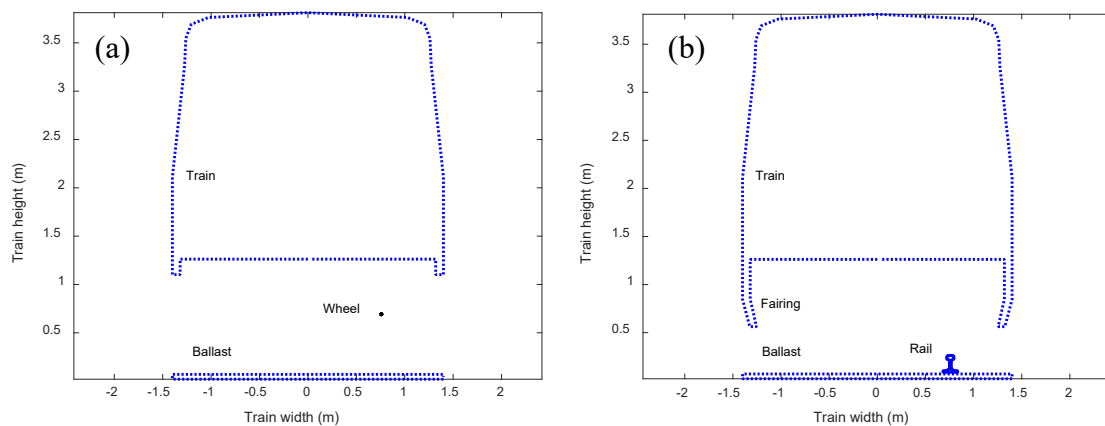 (a)
Train height (m)
3.5
3
2.5
2
1.5
1
0.5
Train
Wheel
Ballast
-2 -1.5 -1 -0.5 0 0.5 1 1.5 2
Train width (m)
(b)
Train height (m)
3.5
3
2.5
2
1.5
1
0.5
Train
Fairing
Ballast Rail
-2 -1.5 -1 -0.5 0 0.5 1 1.5 2
Train width (m)